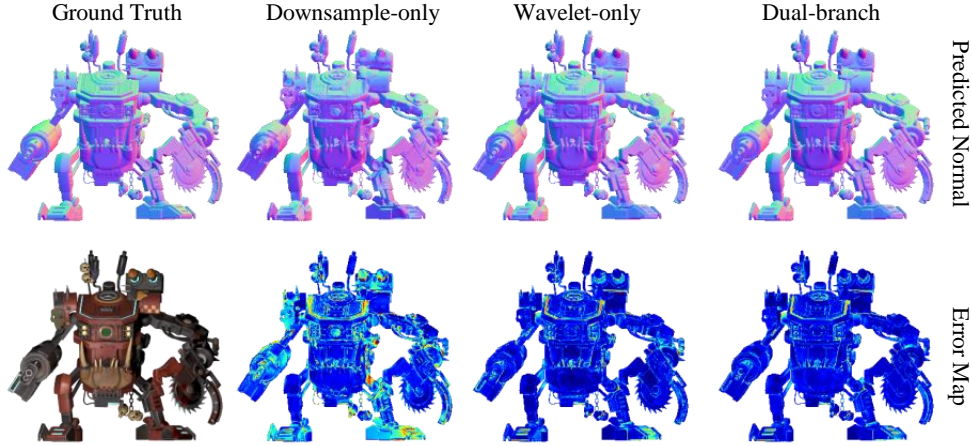 Ground Truth
Downsample-only
Wavelet-only
Dual-branch
Predicted Normal
Error Map